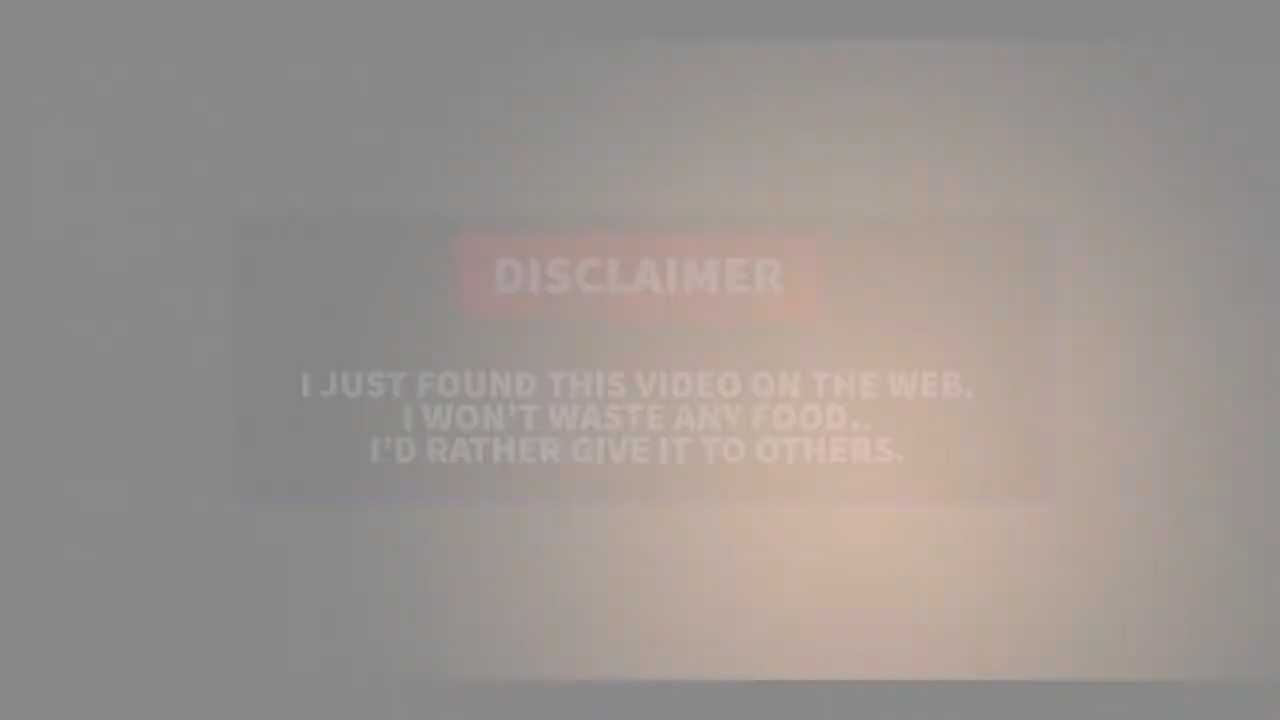 DISCLAIMER
I JUST FOUND THIS VIDEO ON THE WEB.
I WON'T WASTE ANY FOOD..
I'D RATHER GIVE IT TO OTHERS.